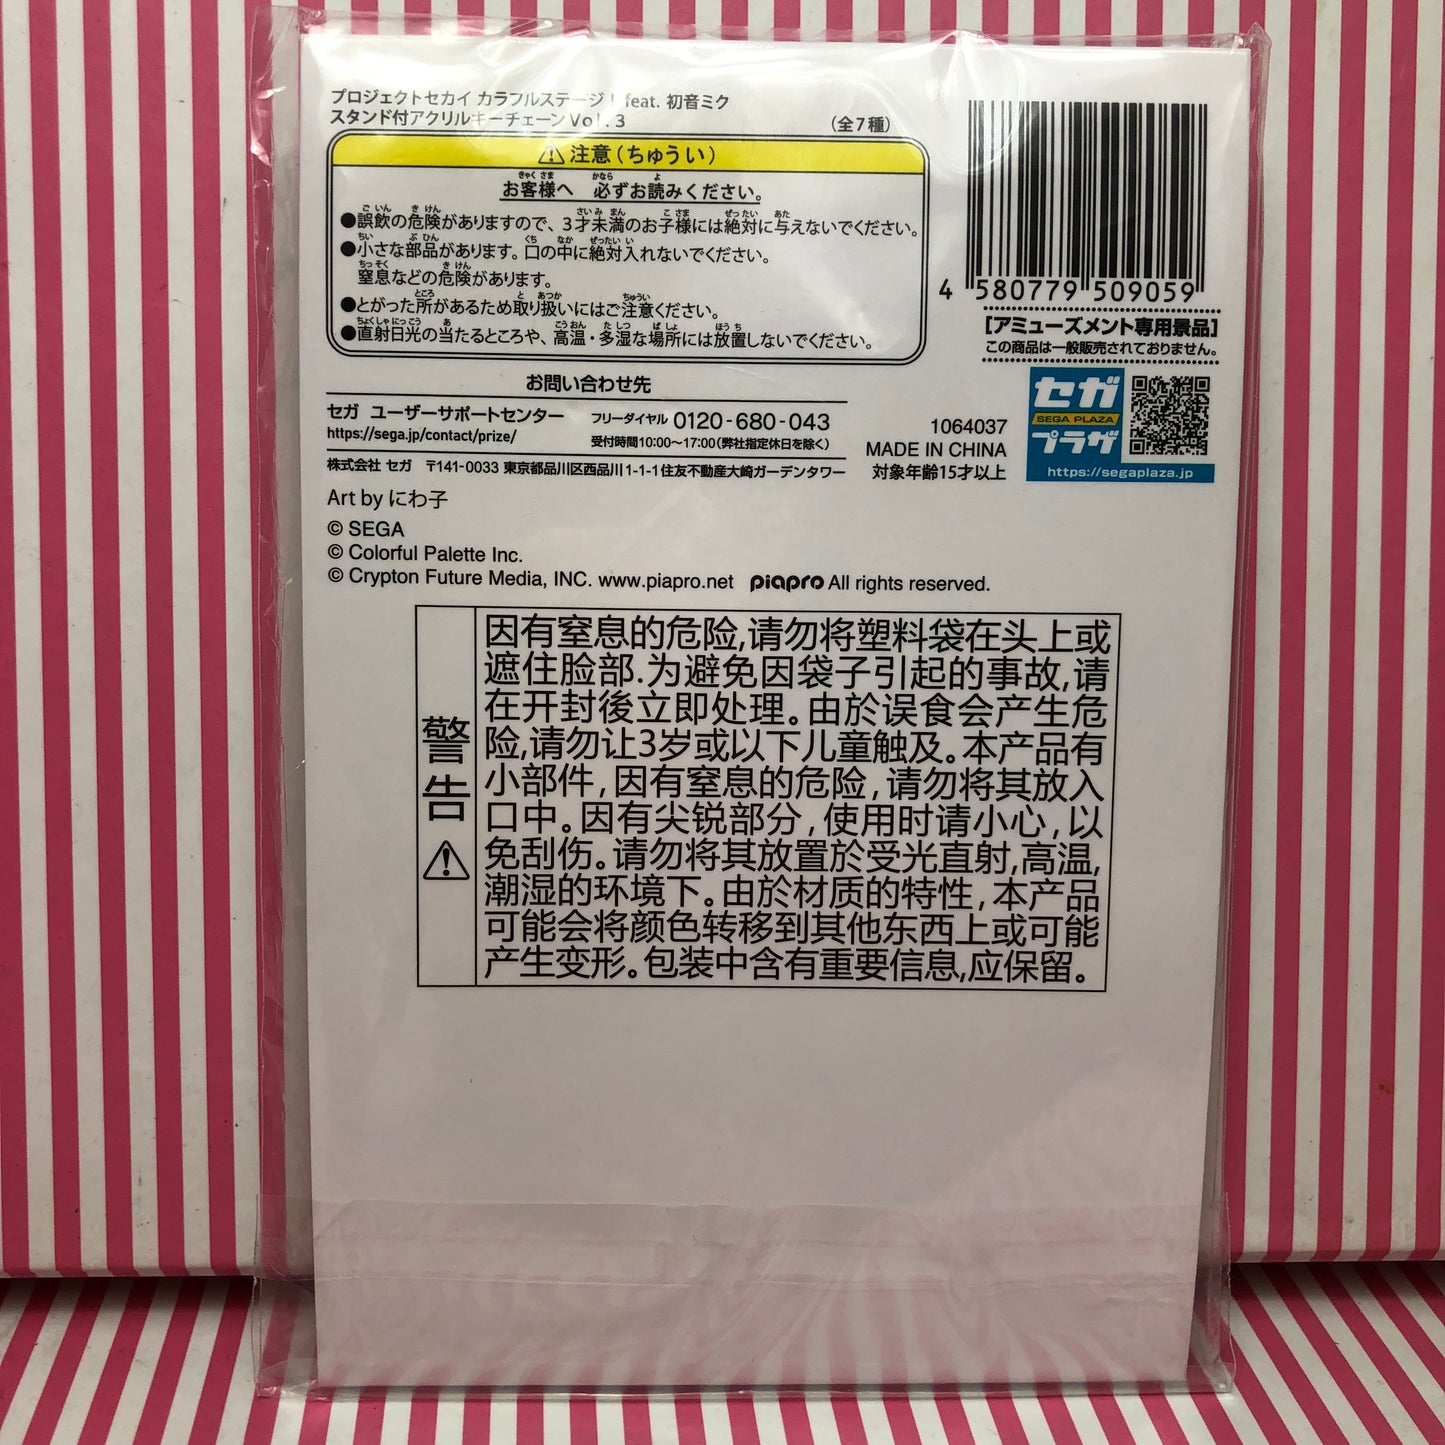 プロジェクトセカイ カラフルステージ！feat. 初音ミク
スタンド付アクリルキーチェーンVol. 3
(全7種)
注意(ちゅうい)
お客様へ 必ずお読みください。
●誤飲の危険がありますので、3才未満のお子様には絶対に与えないでください。
●小さな部品があります。口の中に絶対入れないでください。
窒息などの危険があります。
●とがった所があるため取り扱いにはご注意ください。
●直射日光の当たるところや、高温・多湿な場所には放置しないでください。
4 580779 509059
[アミューズメント専用景品]
この商品は一般販売されておりません。
お問い合わせ先
セガ ユーザーサポートセンター
https://sega.jp/contact/prize/
フリーダイヤル 0120-680-043
受付時間10:00〜17:00(弊社指定休日を除く)
株式会社 セガ 〒141-0033 東京都品川区西品川1-1-1住友不動産大崎ガーデンタワー
1064037
MADE IN CHINA
対象年齢15才以上
セガ
SEGA PLAZA
プラザ
https://segaplaza.jp
Art by にわ子
© SEGA
© Colorful Palette Inc.
© Crypton Future Media, INC. www.piapro.net piapro All rights reserved.
警告
因有窒息的危险,请勿将塑料袋在头上或
遮住脸部.为避免因袋子引起的事故,请
在开封後立即处理。由於误食会产生危
险,请勿让3岁或以下儿童触及。本产品有
小部件,因有窒息的危险,请勿将其放入
口中。因有尖锐部分,使用时请小心,以
免刮伤。请勿将其放置於受光直射,高温,
潮湿的环境下。由於材质的特性,本产品
可能会将颜色转移到其他东西上或可能
产生变形。包装中含有重要信息,应保留。